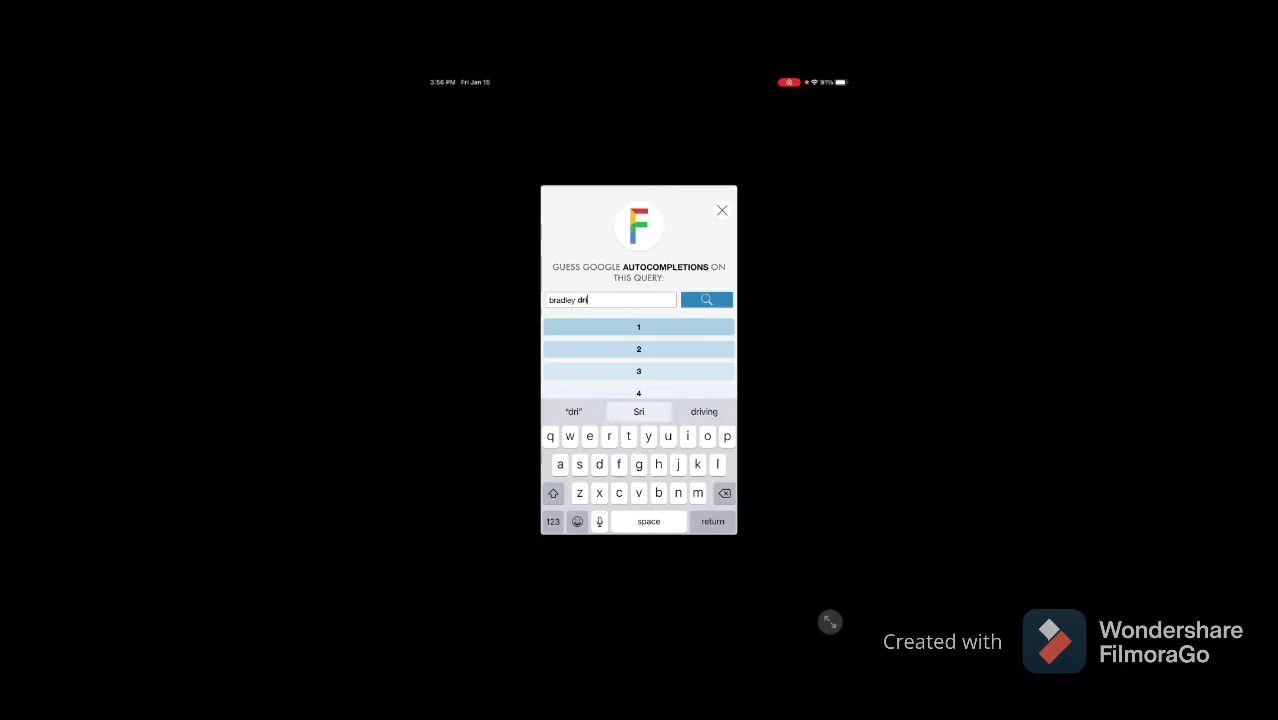 3:56 PM Fri Jan 15
91%
F
GUESS GOOGLE AUTOCOMPLETIONS ON
THIS QUERY:
bradley dri
1
2
3
4
“dri” Sri driving
q w e r t y u i o p
a s d f g h j k l
z x c v b n m
123 space return
Created with
Wondershare
FilmoraGo